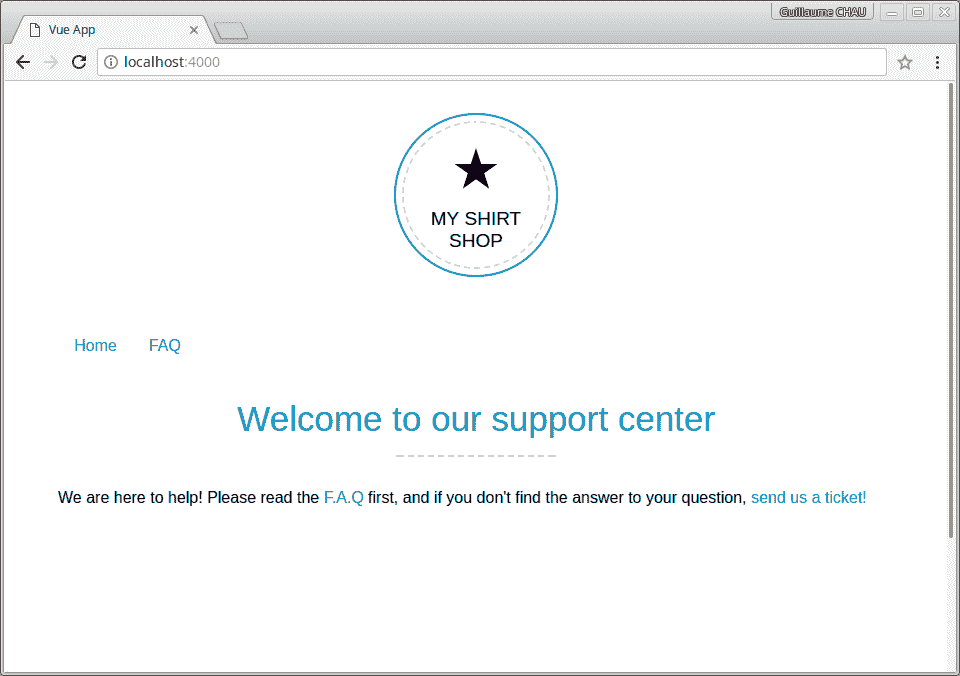 Guillaume CHAU
Vue App
localhost:4000
MY SHIRT
SHOP
Home FAQ
Welcome to our support center
We are here to help! Please read the F.A.Q first, and if you don't find the answer to your question, send us a ticket!